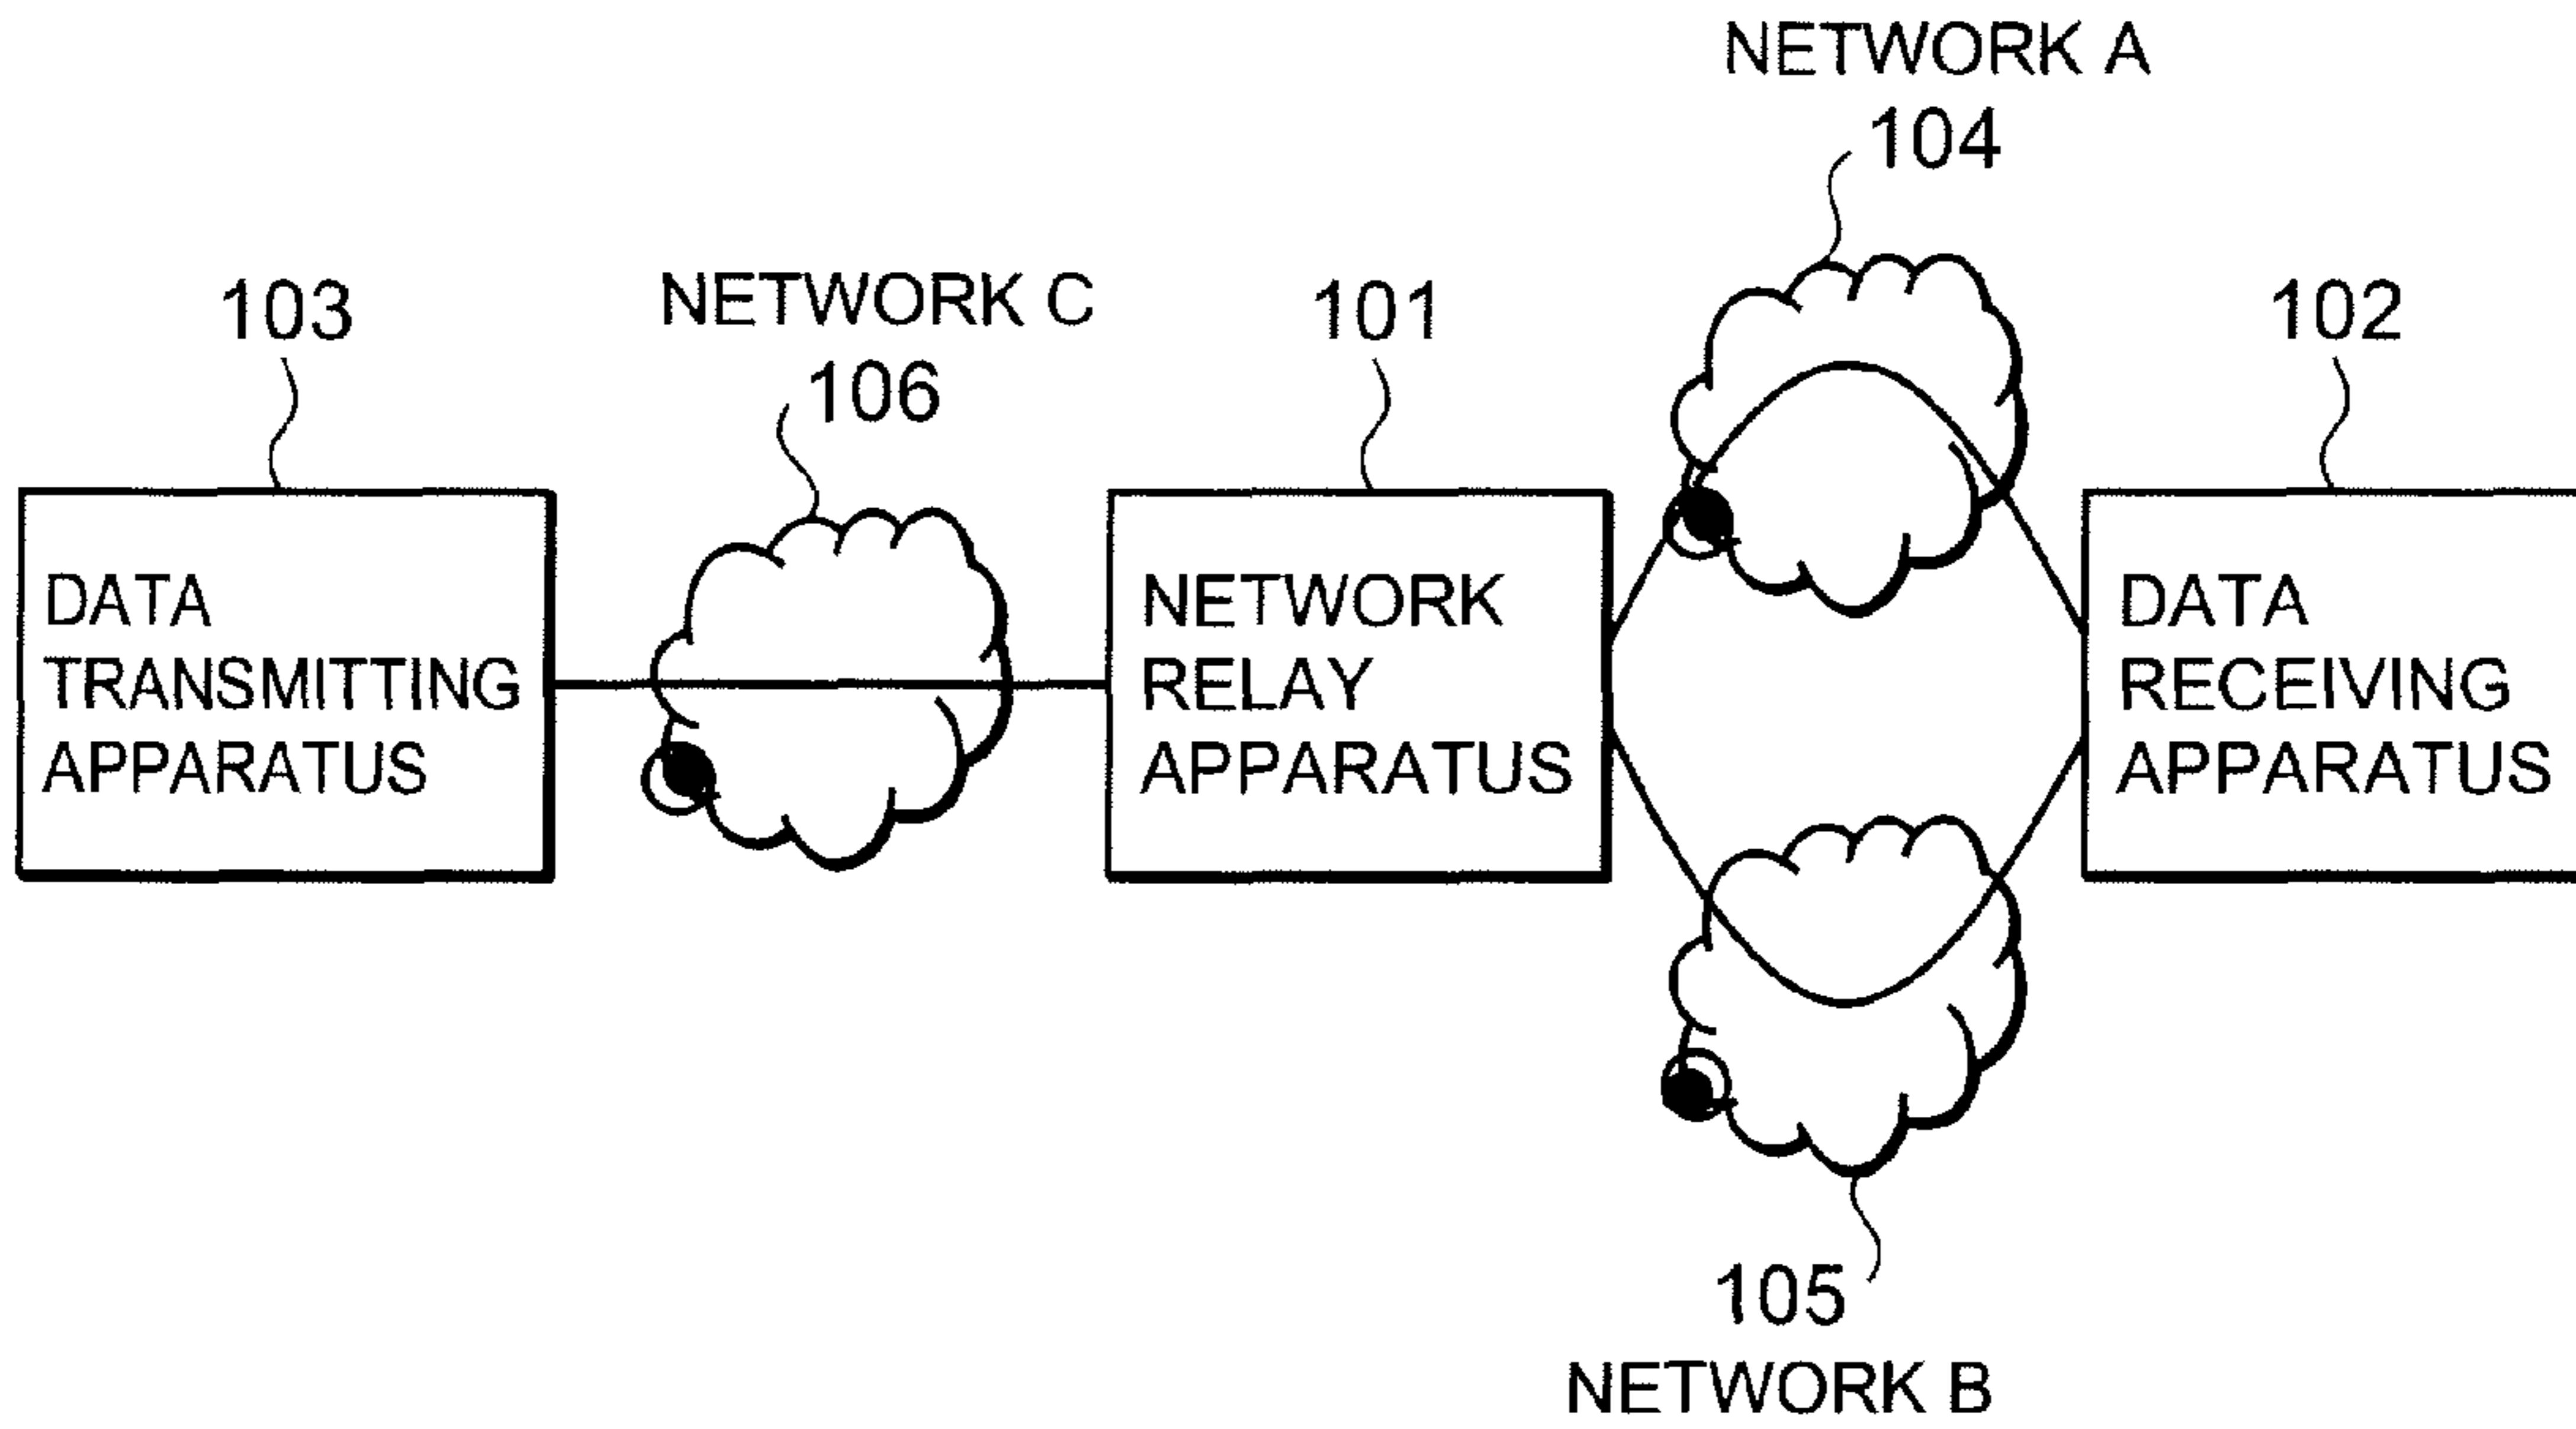 NETWORK A
104
103
NETWORK C
106
101
102
DATA
TRANSMITTING
APPARATUS
NETWORK
RELAY
APPARATUS
DATA
RECEIVING
APPARATUS
105
NETWORK B